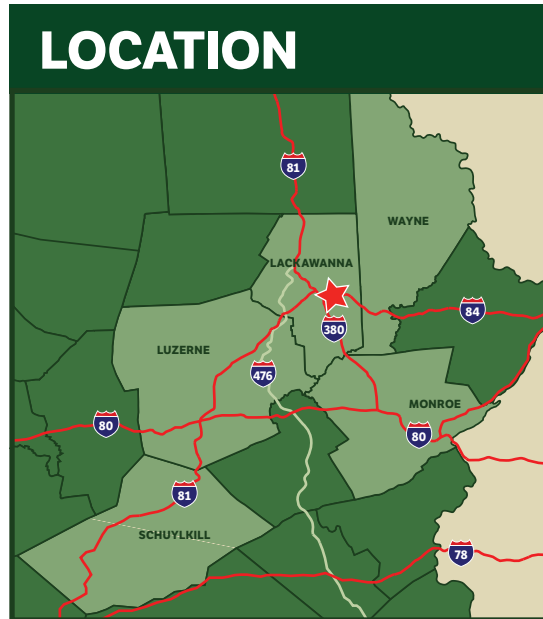 LOCATION
81
WAYNE
LACKAWANNA
84
380
LUZERNE
476
MONROE
80
80
81
SCHUYLKILL
78